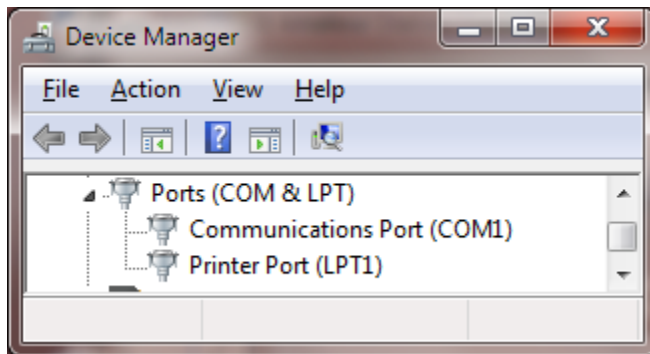 Device Manager
File Action View Help
Ports (COM & LPT)
Communications Port (COM1)
Printer Port (LPT1)